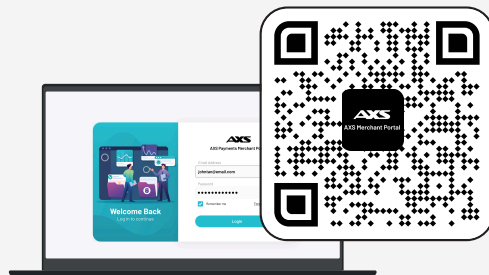 AXS
AXS Merchant Portal
AXS
AXS Payments Merchant Po
Email Address
johntan@email.com
Password
Remember me
Welcome Back
Log in to continue
Login